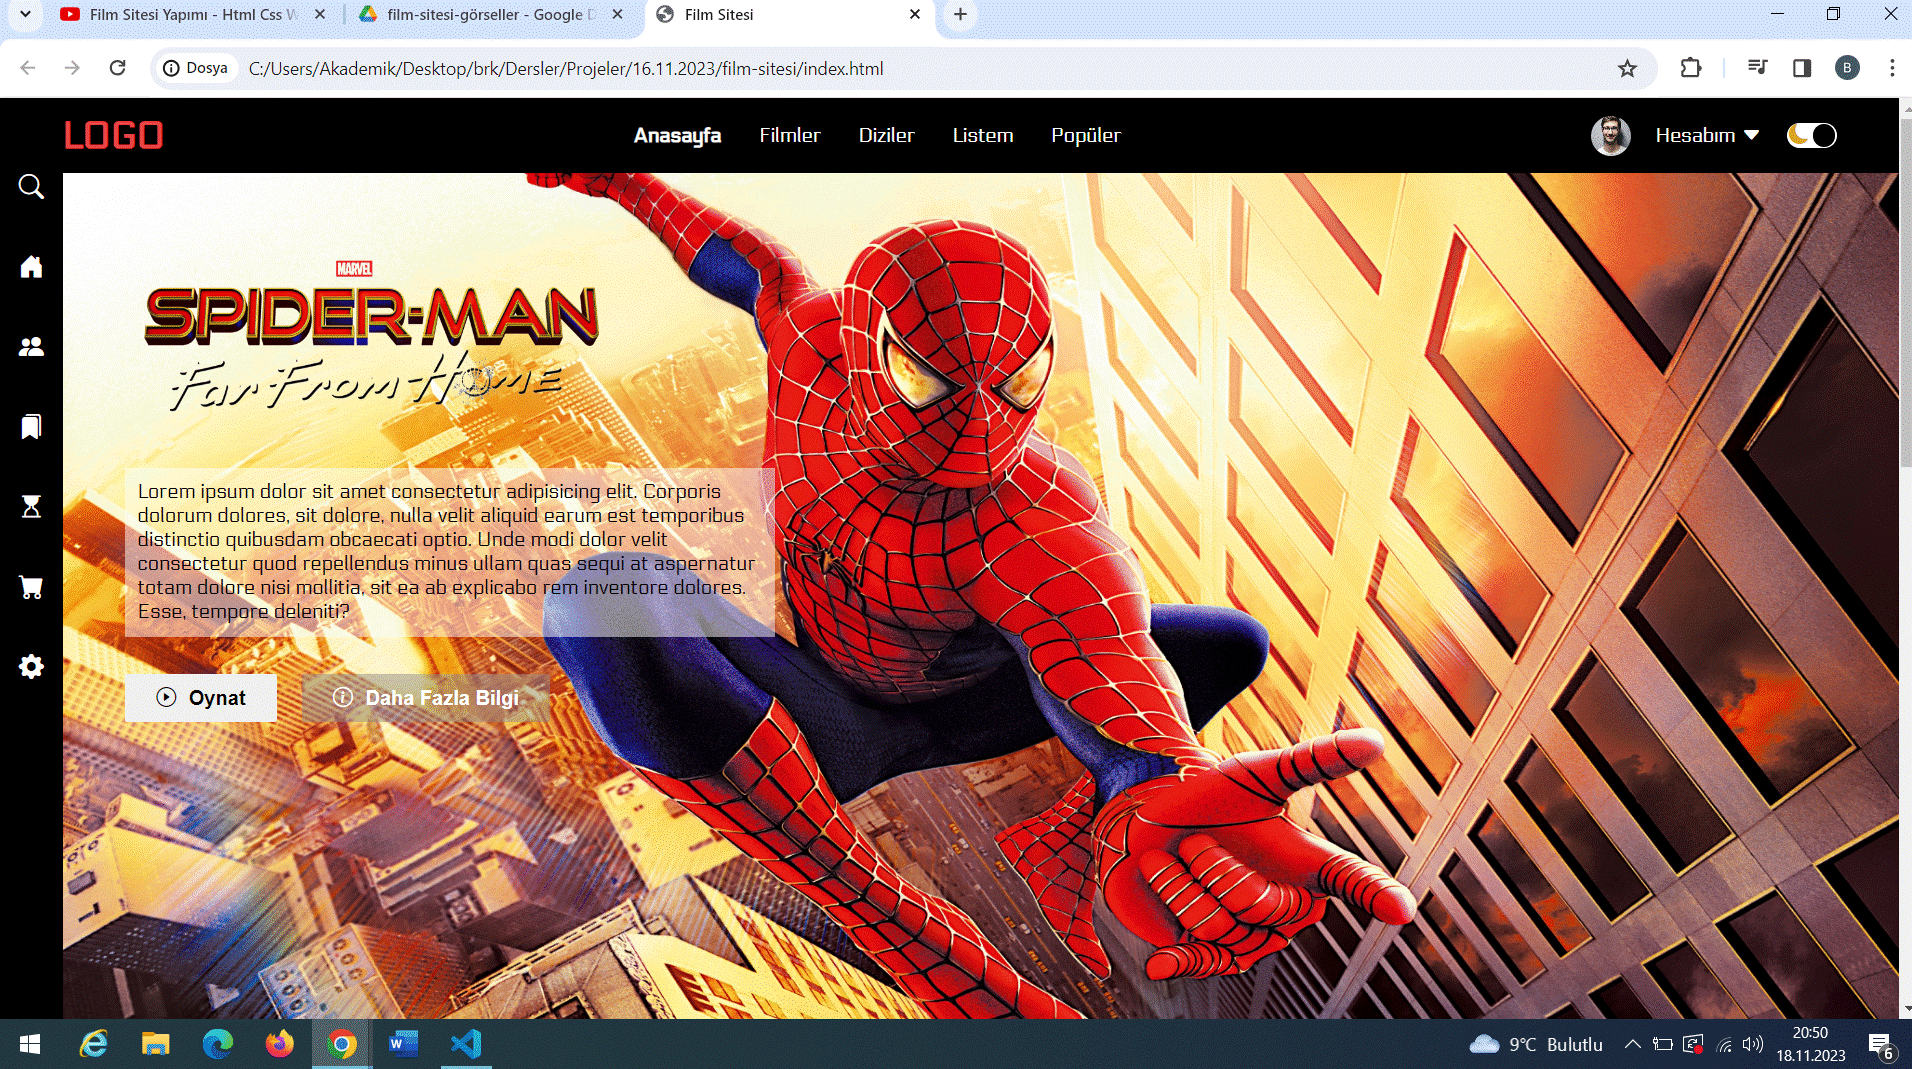 Film Sitesi Yapımı - Html Css W
film-sitesi-görseller - Google D
Film Sitesi
Dosya
C:/Users/Akademik/Desktop/brk/Dersler/Projeler/16.11.2023/film-sitesi/index.html
B
LOGO
Anasayfa
Filmler
Diziler
Listem
Popüler
Hesabım
MARVEL
SPIDER-MAN
Far From Home
Lorem ipsum dolor sit amet consectetur adipisicing elit. Corporis
dolorum dolores, sit dolore, nulla velit aliquid earum est temporibus
distinctio quibusdam obcaecati optio. Unde modi dolor velit
consectetur quod repellendus minus ullam quas sequi at aspernatur
totam dolore nisi mollitia, sit ea ab explicabo rem inventore dolores.
Esse, tempore deleniti?
Oynat
Daha Fazla Bilgi
9°C Bulutlu
20:50
18.11.2023
6